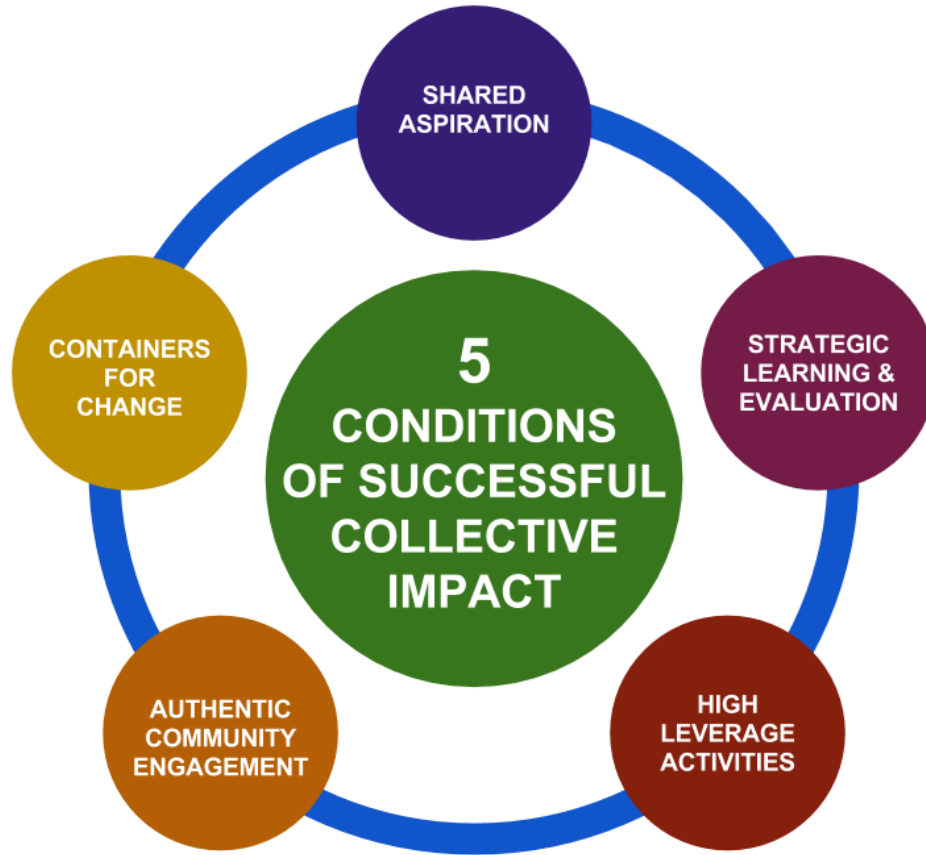 SHARED
ASPIRATION
STRATEGIC
LEARNING &
EVALUATION
HIGH
LEVERAGE
ACTIVITIES
AUTHENTIC
COMMUNITY
ENGAGEMENT
CONTAINERS
FOR
CHANGE
5
CONDITIONS
OF SUCCESSFUL
COLLECTIVE
IMPACT